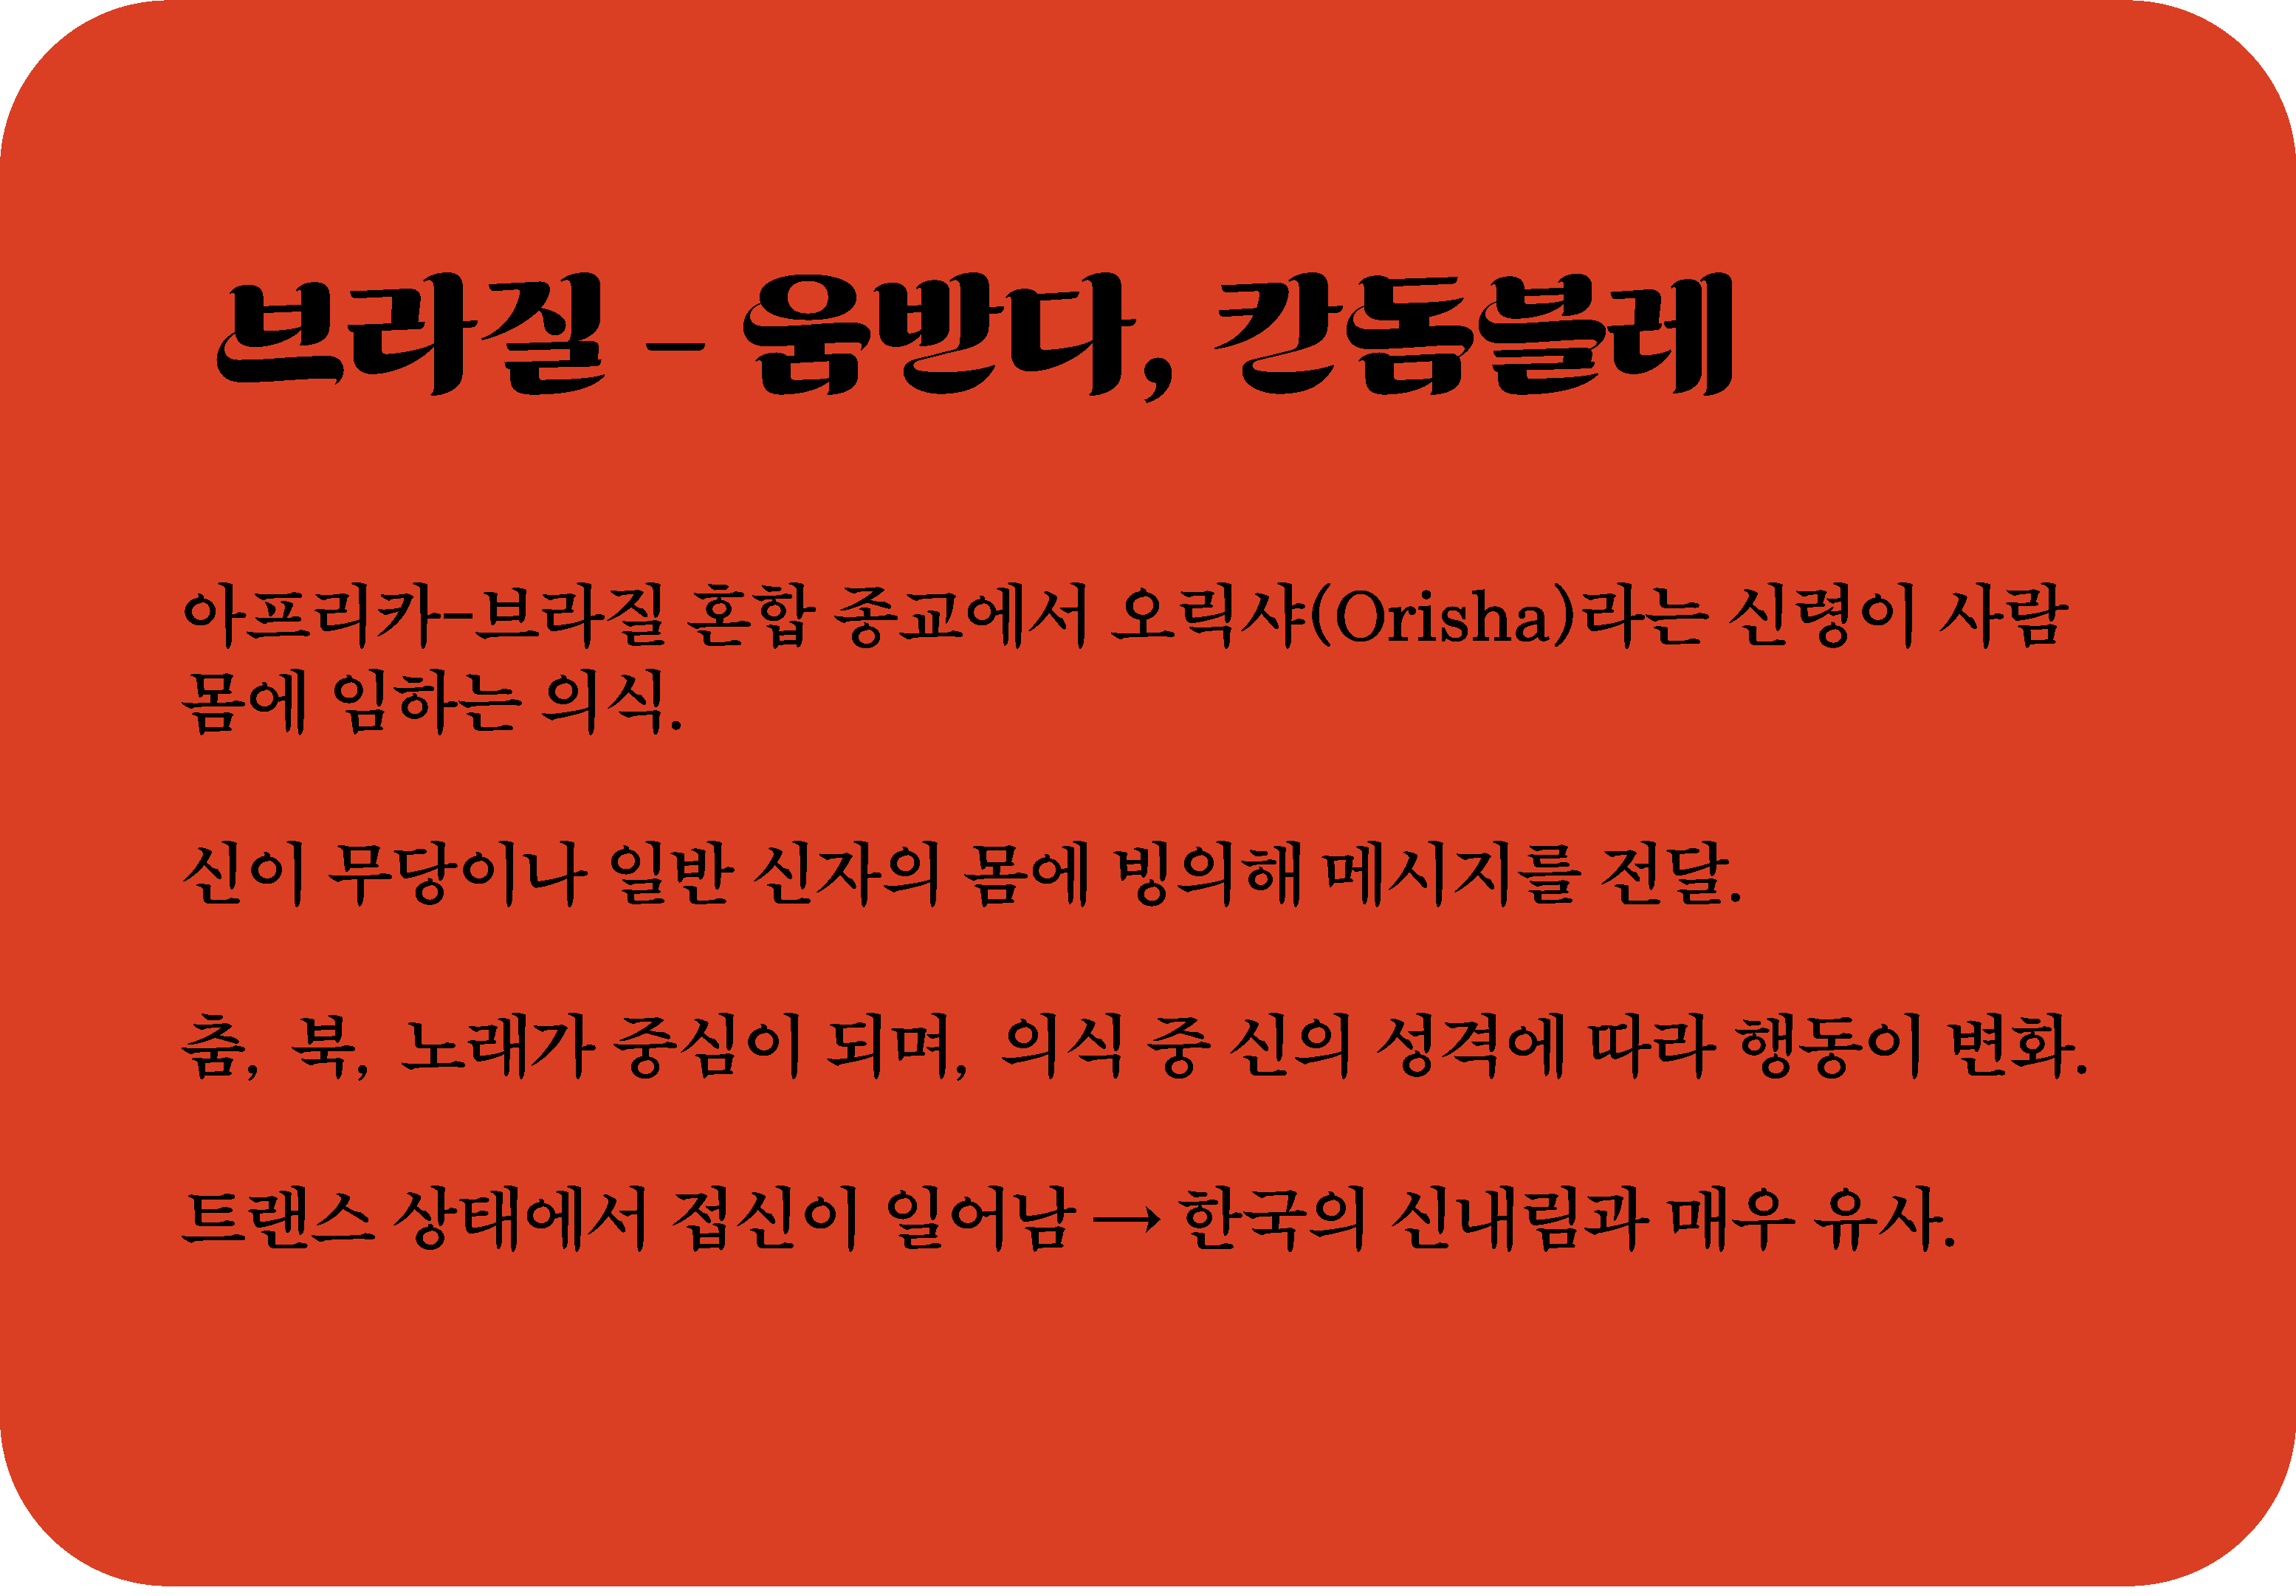 브라질 – 움반다, 칸돔블레
아프리카-브라질 혼합 종교에서 오릭샤(Orisha)라는 신령이 사람
몸에 임하는 의식.
신이 무당이나 일반 신자의 몸에 빙의해 메시지를 전달.
춤, 북, 노래가 중심이 되며, 의식 중 신의 성격에 따라 행동이 변화.
트랜스 상태에서 접신이 일어남 → 한국의 신내림과 매우 유사.